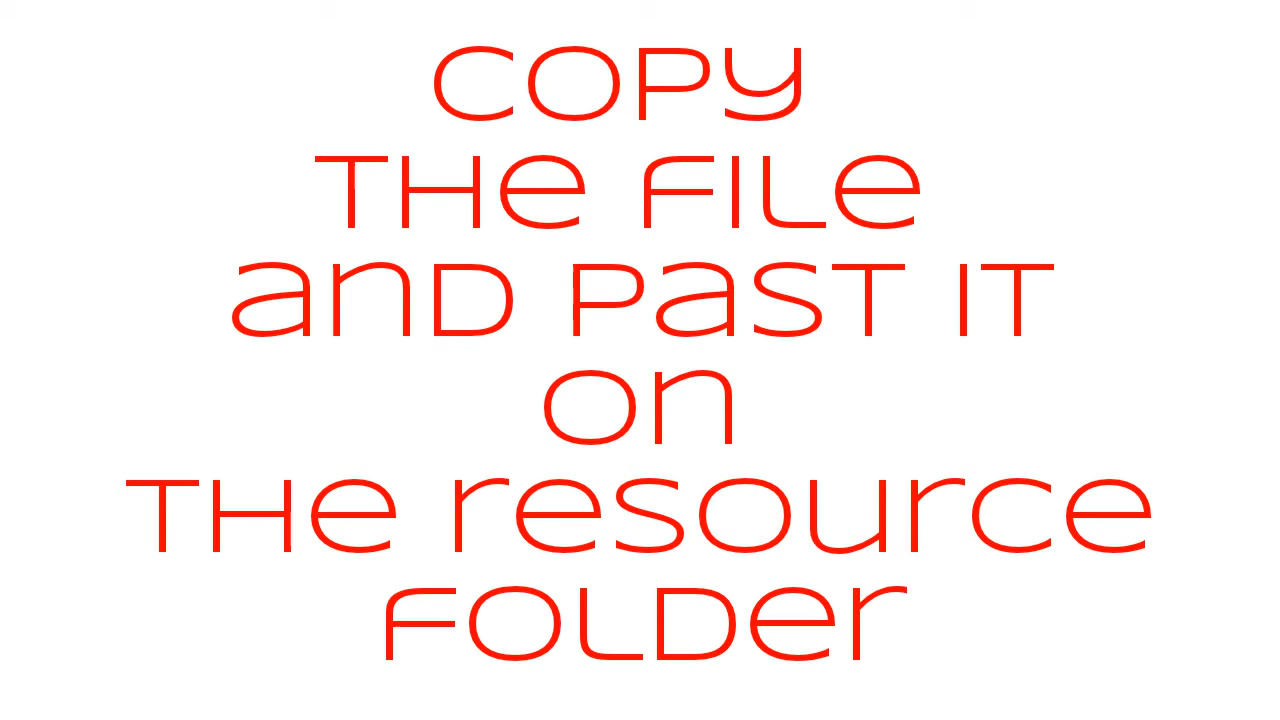 COPY
THe FILe
anD PaST IT
on
THe resource
FOLDer